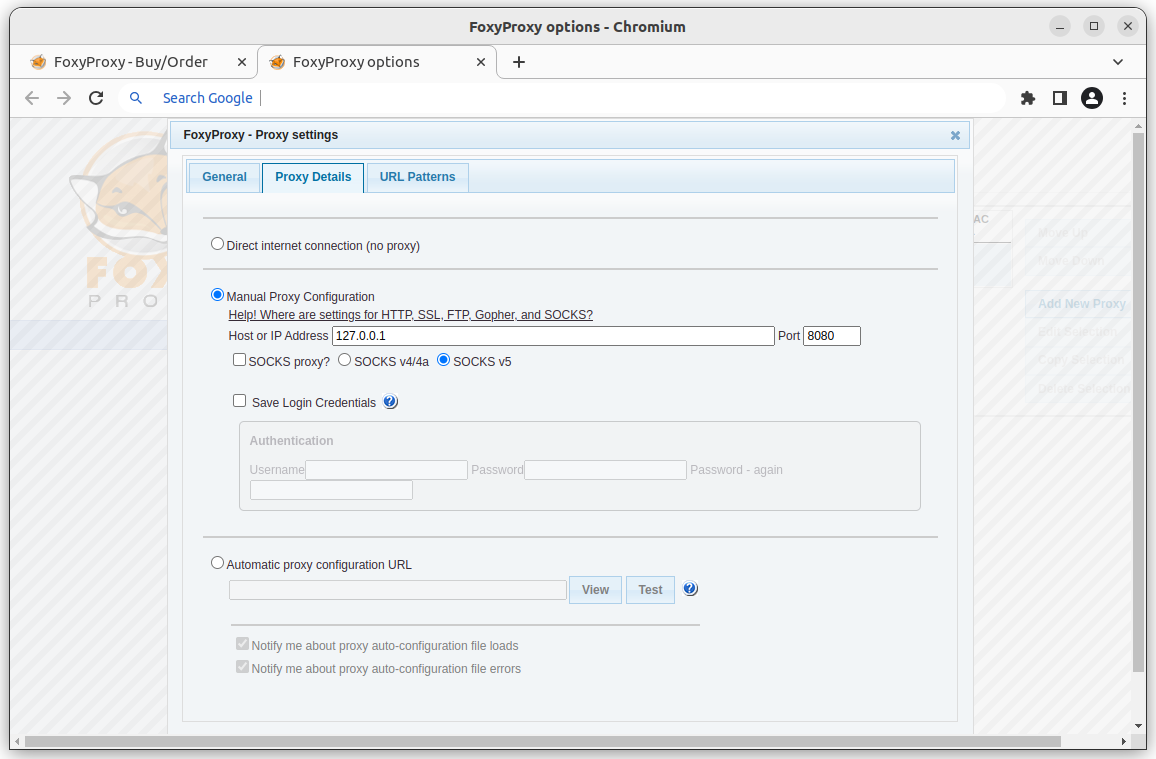 FoxyProxy options - Chromium
FoxyProxy - Buy/Order
FoxyProxy options
Search Google
FoxyProxy - Proxy settings
General
Proxy Details
URL Patterns
Direct internet connection (no proxy)
Manual Proxy Configuration
Help! Where are settings for HTTP, SSL, FTP, Gopher, and SOCKS?
Host or IP Address 127.0.0.1 Port 8080
SOCKS proxy? SOCKS v4/4a SOCKS v5
Save Login Credentials
Authentication
Username Password Password - again
Automatic proxy configuration URL
View Test
Notify me about proxy auto-configuration file loads
Notify me about proxy auto-configuration file errors
FOX
PRO
AC
Move Up
Move Down
Add New Proxy
Edit Selection
Copy Selection
Delete Selection